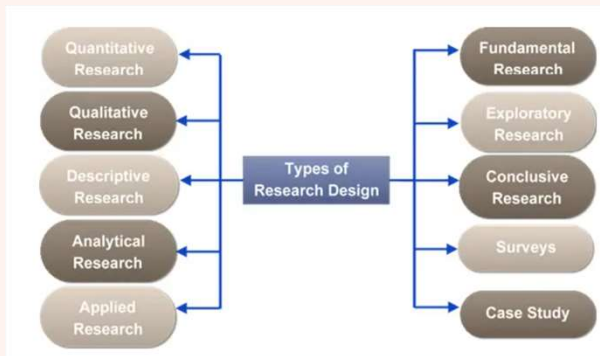 Quantitative
Research
Qualitative
Research
Descriptive
Research
Analytical
Research
Applied
Research
Types of
Research Design
Fundamental
Research
Exploratory
Research
Conclusive
Research
Surveys
Case Study